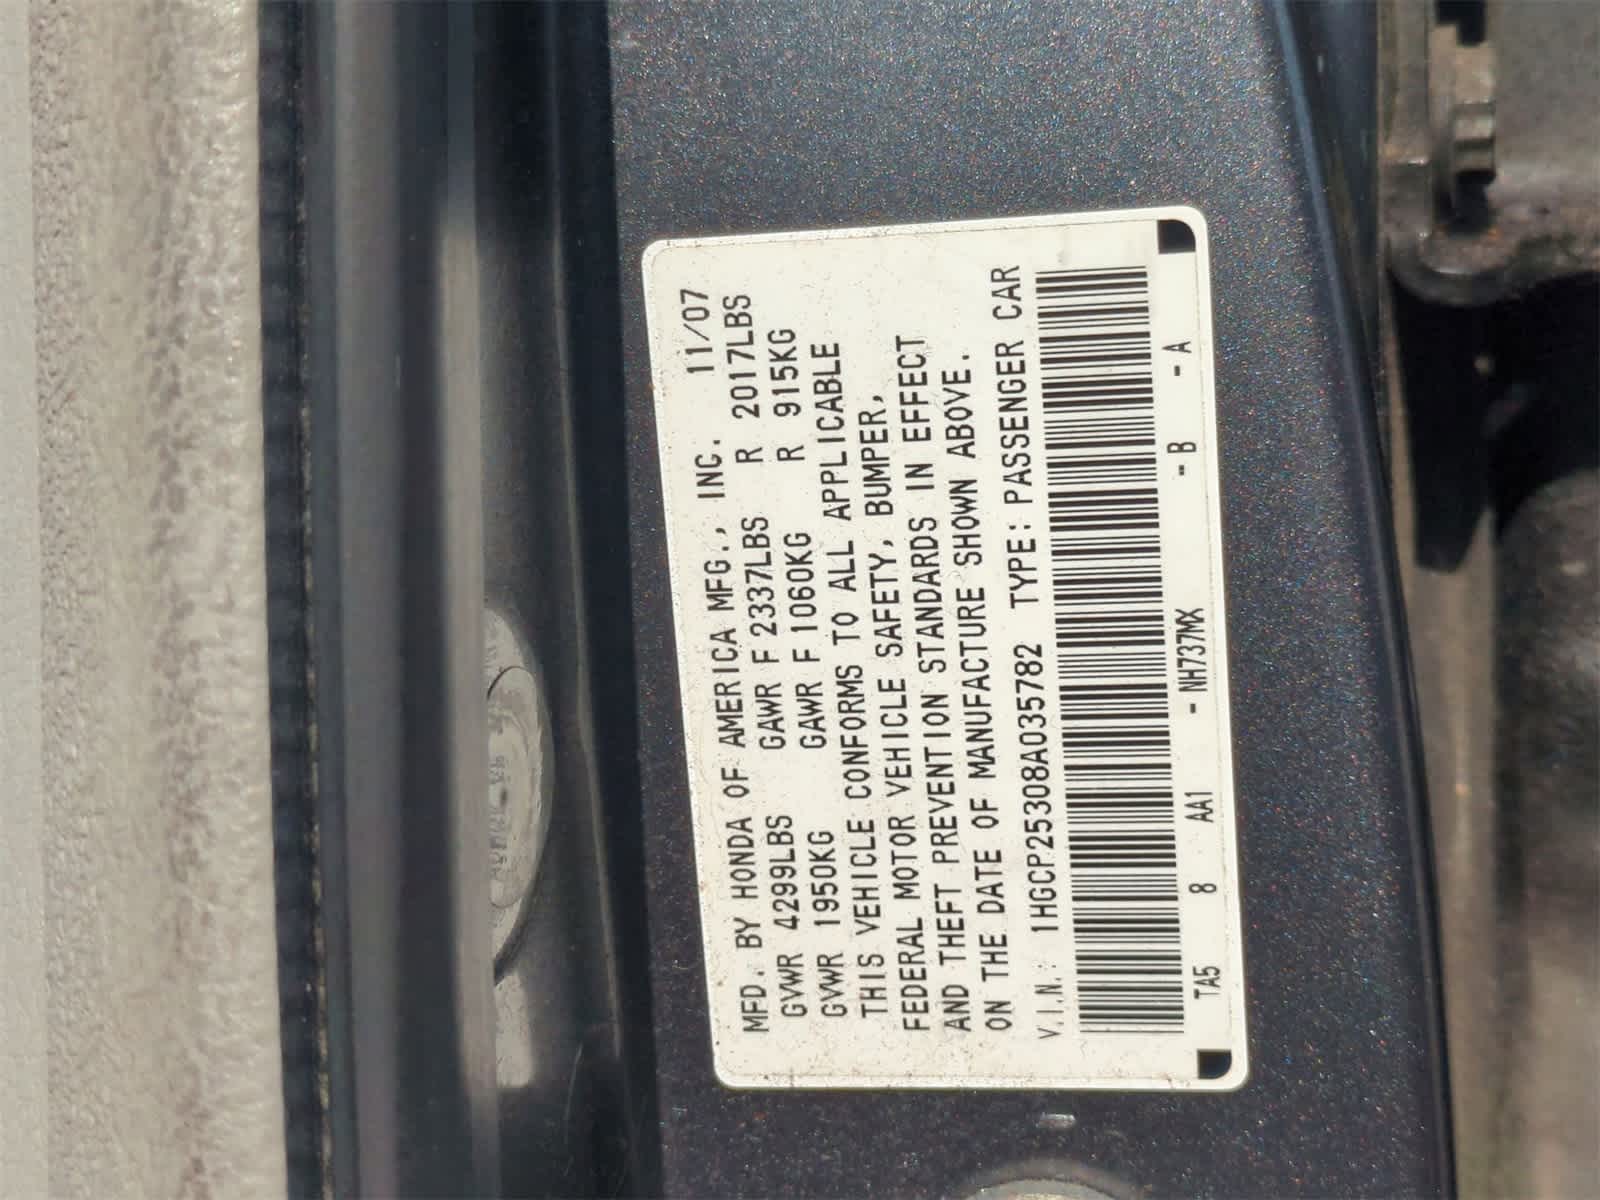 MFD. BY HONDA OF AMERICA MFG., INC. 11/07
GVWR 4299LBS GAWR F 2337LBS R 2017LBS
GVWR 1950KG GAWR F 1060KG R 915KG
THIS VEHICLE CONFORMS TO ALL APPLICABLE
FEDERAL MOTOR VEHICLE SAFETY, BUMPER,
AND THEFT PREVENTION STANDARDS IN EFFECT
ON THE DATE OF MANUFACTURE SHOWN ABOVE.
V.I.N.: 1HGCP25308A035782 TYPE: PASSENGER CAR
TA5 8 AA1 - NH737MX - B - A